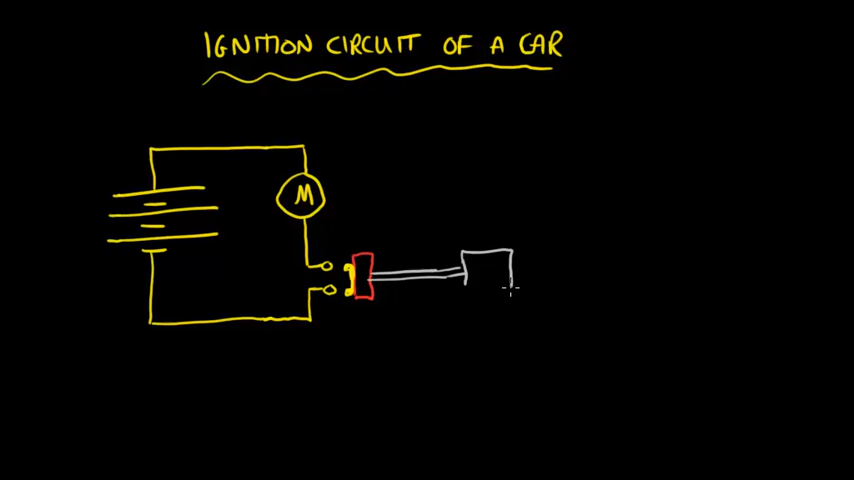 IGNITION CIRCUIT OF A CAR
M